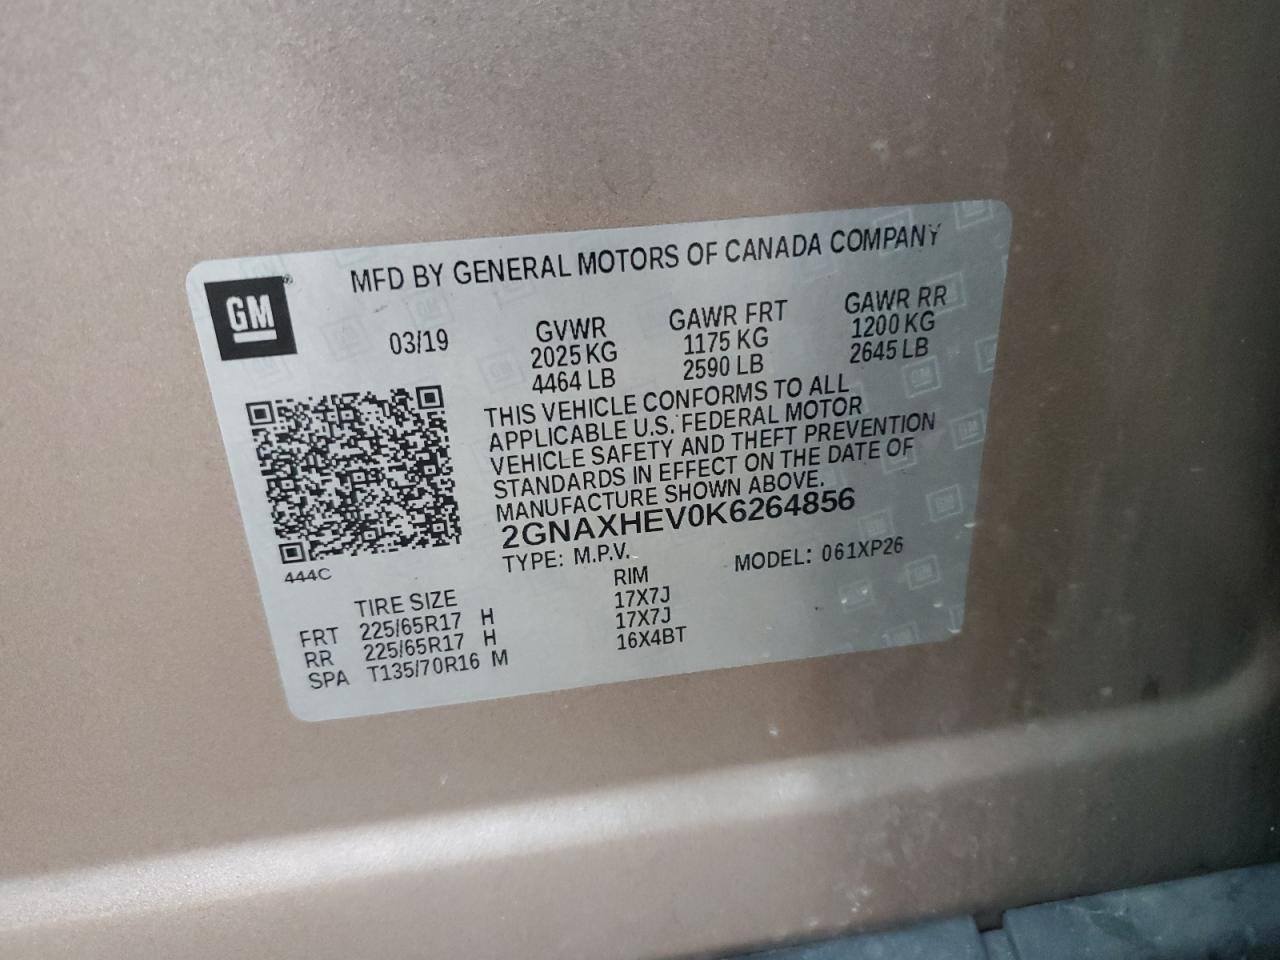 MFD BY GENERAL MOTORS OF CANADA COMPANY
GM®
03/19 GVWR GAWR FRT GAWR RR
2025 KG 1175 KG 1200 KG
4464 LB 2590 LB 2645 LB
THIS VEHICLE CONFORMS TO ALL
APPLICABLE U.S. FEDERAL MOTOR
VEHICLE SAFETY AND THEFT PREVENTION
STANDARDS IN EFFECT ON THE DATE OF
MANUFACTURE SHOWN ABOVE.
2GNAXHEV0K6264856
TYPE: M.P.V. MODEL: 061XP26
444C
TIRE SIZE RIM
FRT 225/65R17 H 17X7J
RR 225/65R17 H 17X7J
SPA T135/70R16 M 16X4BT